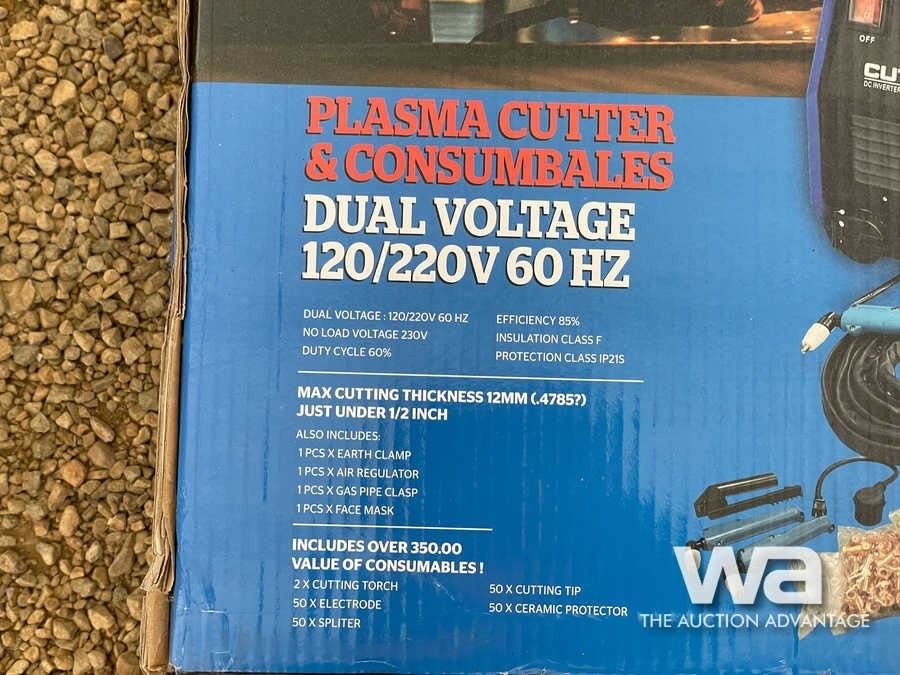 OFF
CUT
DC INVERTER
PLASMA CUTTER
& CONSUMBALES
DUAL VOLTAGE
120/220V 60 HZ
DUAL VOLTAGE : 120/220V 60 HZ
NO LOAD VOLTAGE 230V
DUTY CYCLE 60%
EFFICIENCY 85%
INSULATION CLASS F
PROTECTION CLASS IP21S
MAX CUTTING THICKNESS 12MM (.4785?)
JUST UNDER 1/2 INCH
ALSO INCLUDES:
1 PCS X EARTH CLAMP
1 PCS X AIR REGULATOR
1 PCS X GAS PIPE CLASP
1 PCS X FACE MASK
INCLUDES OVER 350.00
VALUE OF CONSUMABLES !
2 X CUTTING TORCH
50 X ELECTRODE
50 X SPLITER
50 X CUTTING TIP
50 X CERAMIC PROTECTOR
wa
THE AUCTION ADVANTAGE